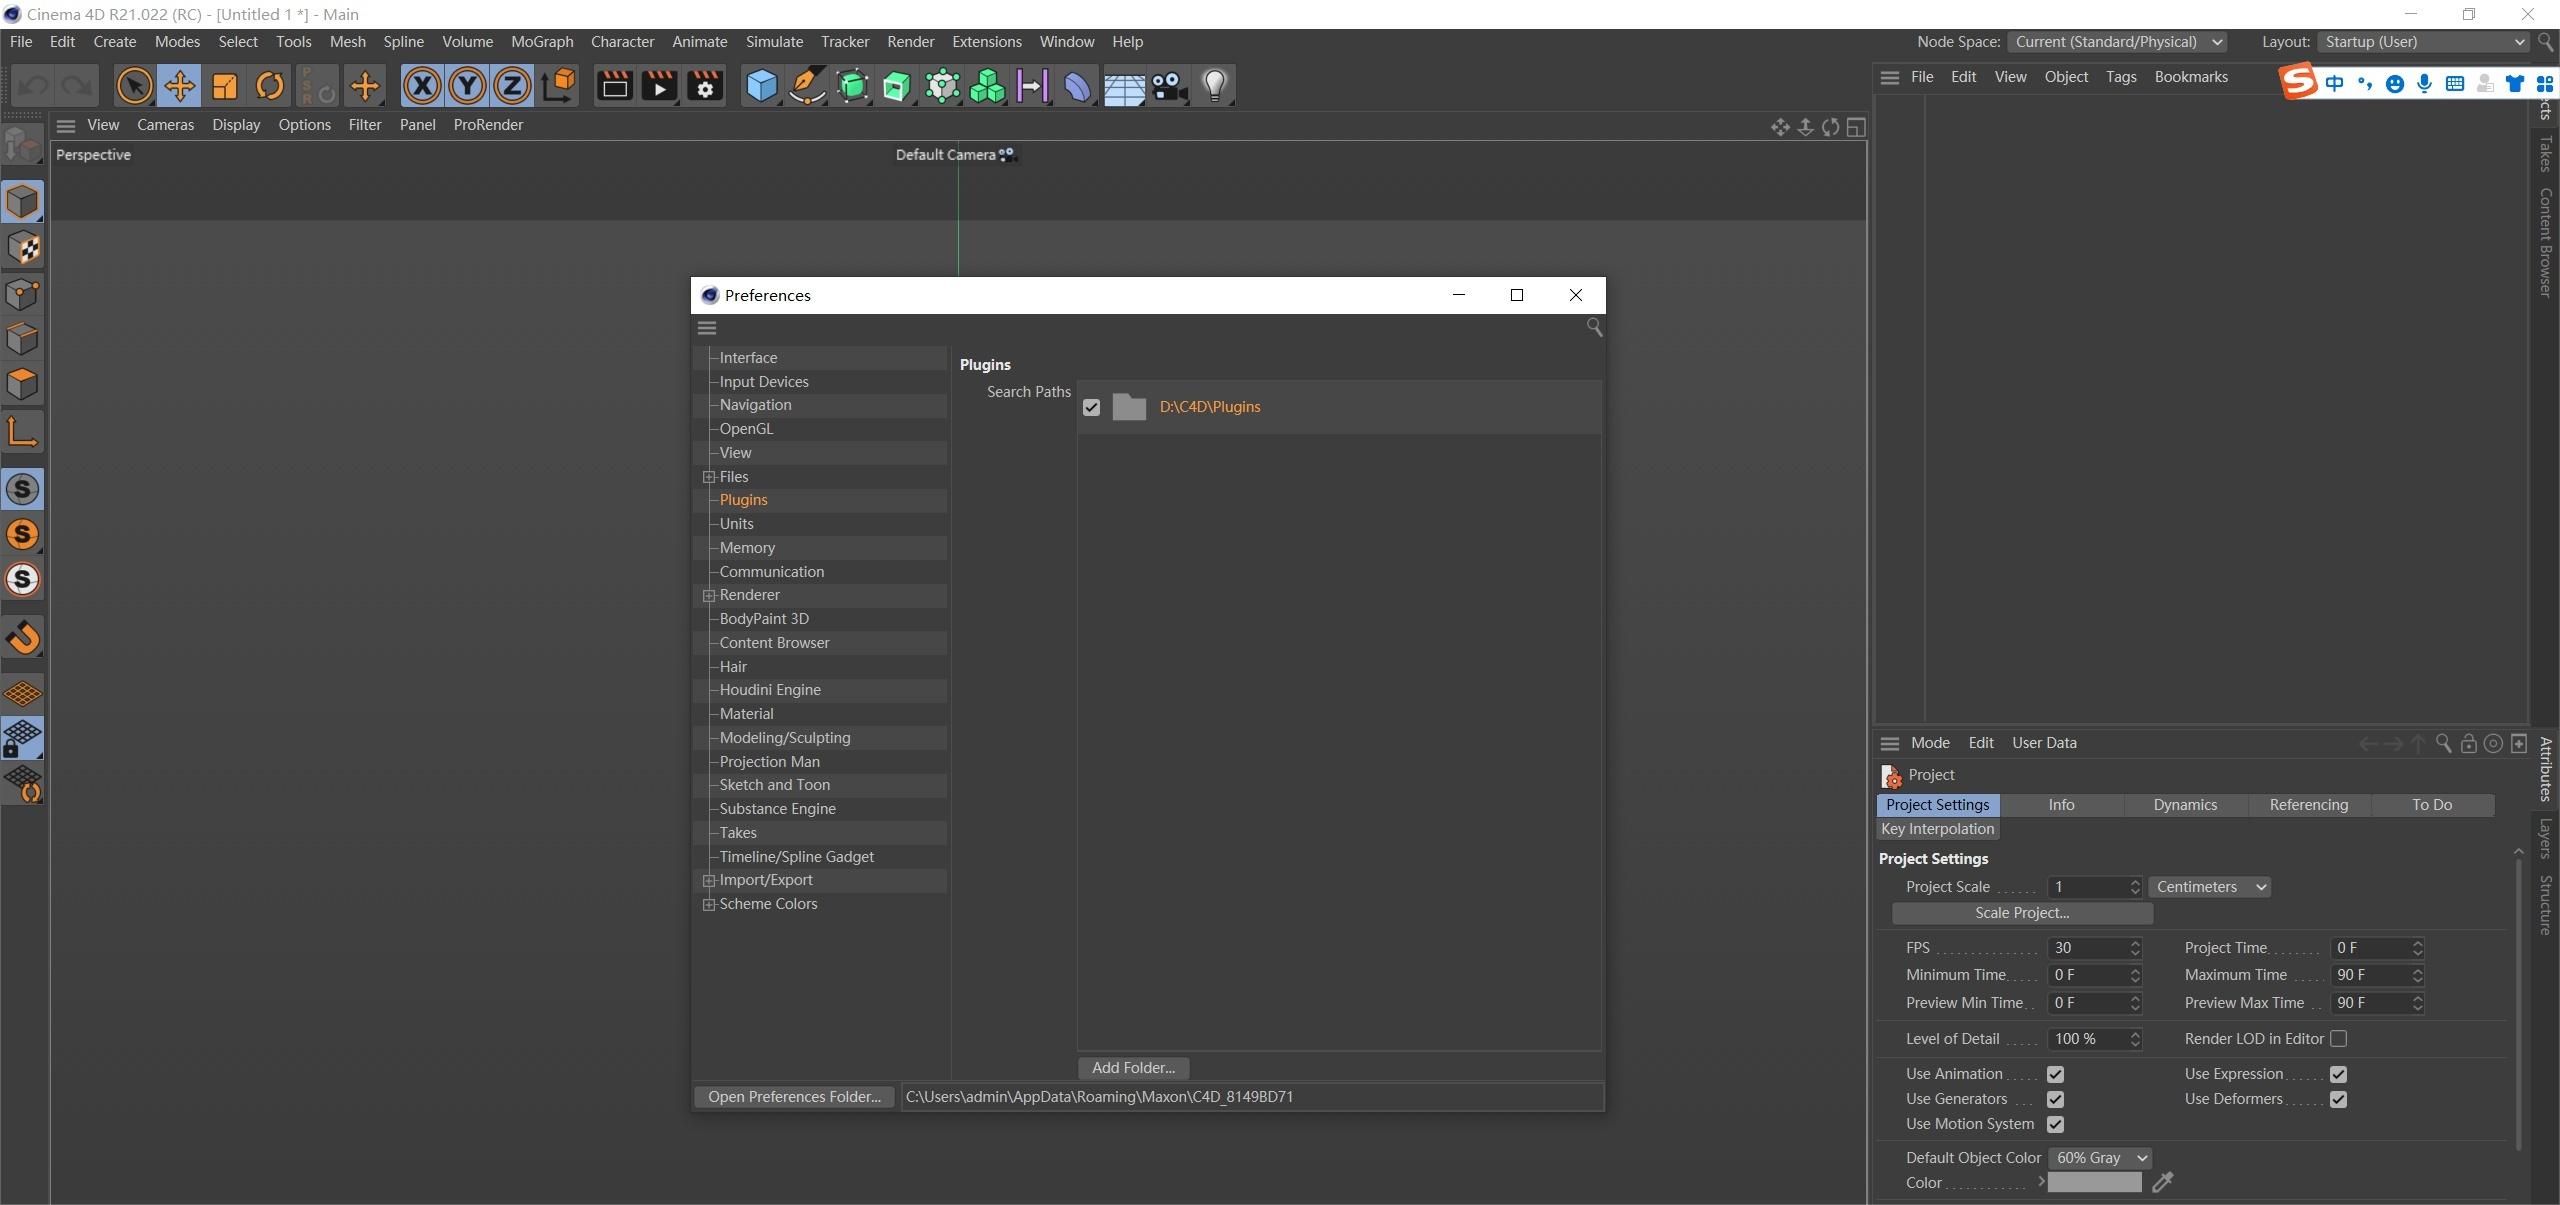 Cinema 4D R21.022 (RC) - [Untitled 1 *] - Main
File Edit Create Modes Select Tools Mesh Spline Volume MoGraph Character Animate Simulate Tracker Render Extensions Window Help
Node Space: Current (Standard/Physical) Layout: Startup (User)
X Y Z
PSR
File Edit View Object Tags Bookmarks
S 中
View Cameras Display Options Filter Panel ProRender
Perspective
Default Camera
Takes
Content Browser
Preferences
Interface
Input Devices
Navigation
OpenGL
View
Files
Plugins
Units
Memory
Communication
Renderer
BodyPaint 3D
Content Browser
Hair
Houdini Engine
Material
Modeling/Sculpting
Projection Man
Sketch and Toon
Substance Engine
Takes
Timeline/Spline Gadget
Import/Export
Scheme Colors
Plugins
Search Paths
D:\C4D\Plugins
Add Folder...
Open Preferences Folder... C:\Users\admin\AppData\Roaming\Maxon\C4D_8149BD71
S
S
S
Mode Edit User Data
Project
Project Settings Info Dynamics Referencing To Do
Key Interpolation
Project Settings
Project Scale 1 Centimeters
Scale Project...
FPS 30 Project Time 0 F
Minimum Time 0 F Maximum Time 90 F
Preview Min Time 0 F Preview Max Time 90 F
Level of Detail 100 % Render LOD in Editor
Use Animation Use Expression
Use Generators Use Deformers
Use Motion System
Default Object Color 60% Gray
Color
Attributes
Layers
Structure